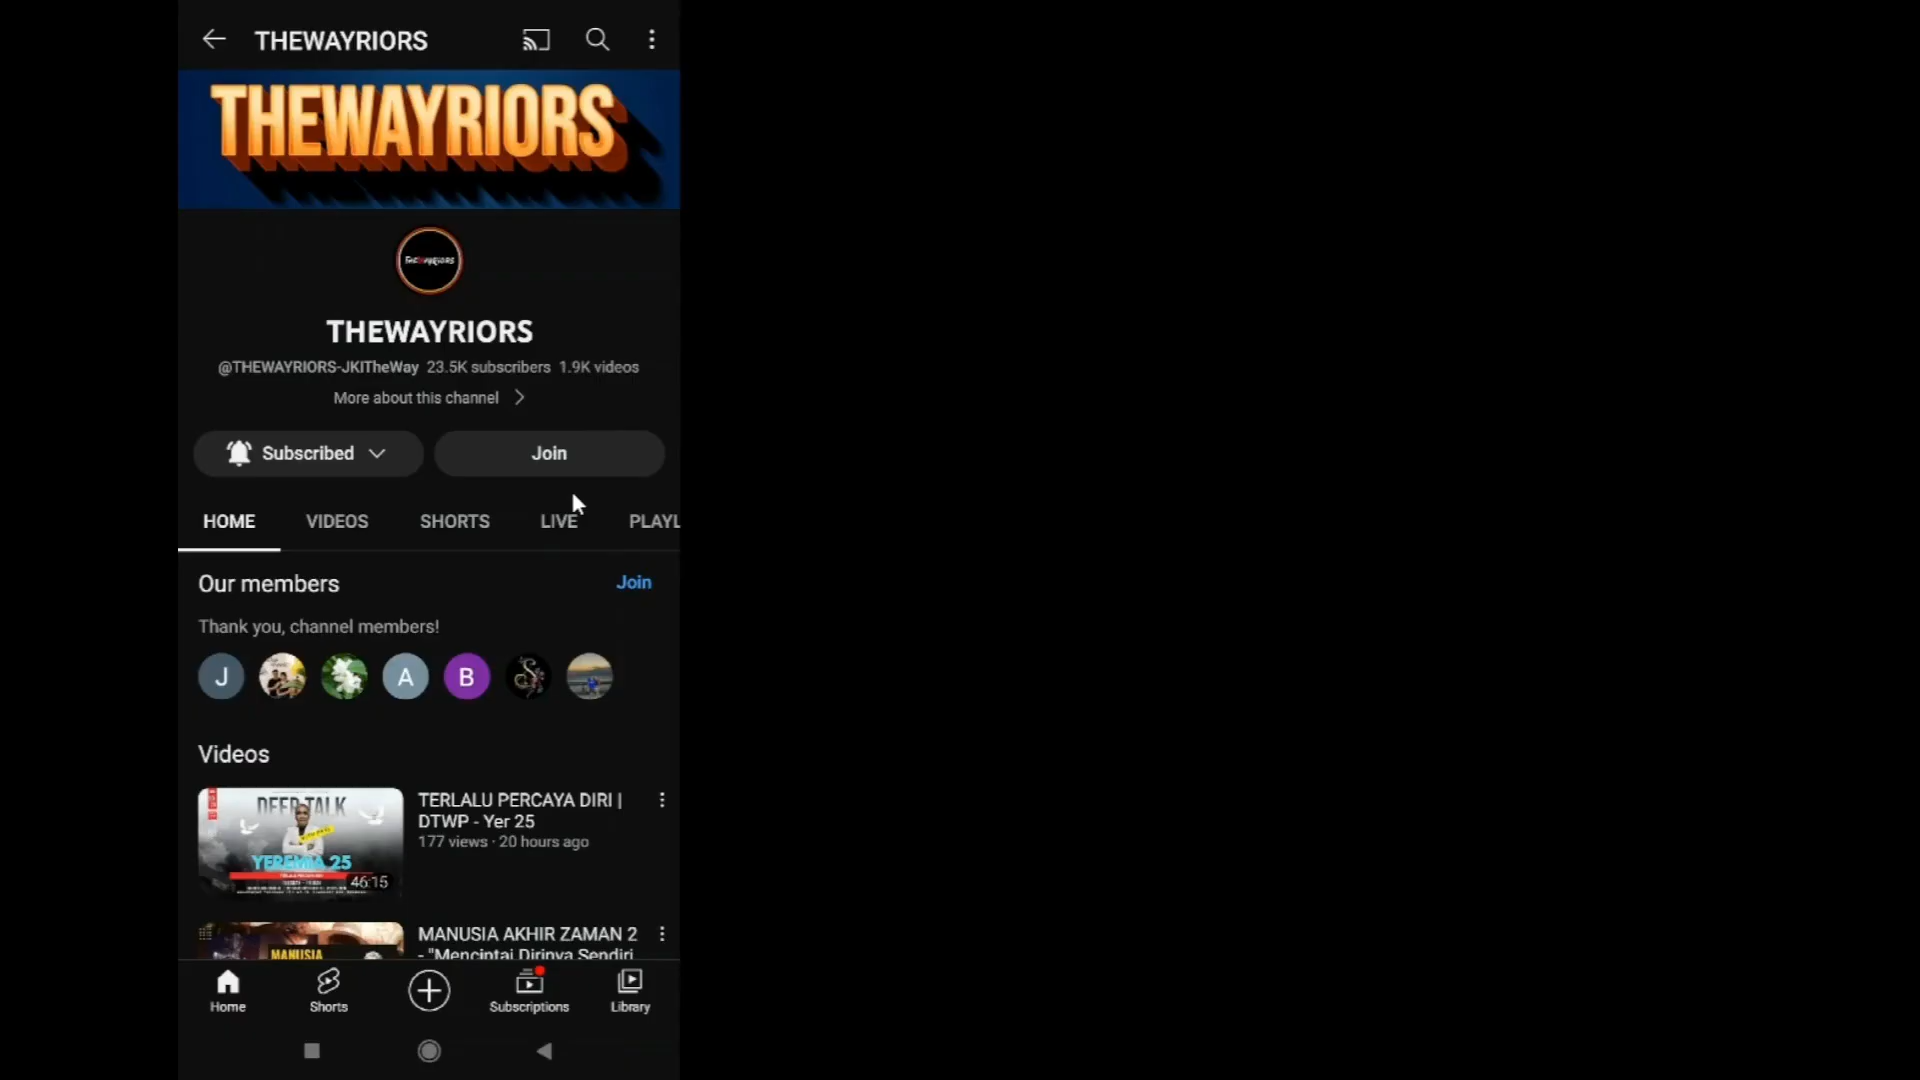 THEWAYRIORS
THEWAYRIORS
THEWAYRIORS
THEWAYRIORS
@THEWAYRIORS-JKITheWay 23.5K subscribers 1.9K videos
More about this channel
Subscribed
Join
HOME VIDEOS SHORTS LIVE PLAYL
Our members
Join
Thank you, channel members!
J
A
B
S
Videos
DEEP TALK
YEREMIA 25
46:15
TERLALU PERCAYA DIRI |
DTWP - Yer 25
177 views · 20 hours ago
MANUSIA
MANUSIA AKHIR ZAMAN 2
- "Mencintai Dirinya Sendiri
Home
Shorts
Subscriptions
Library